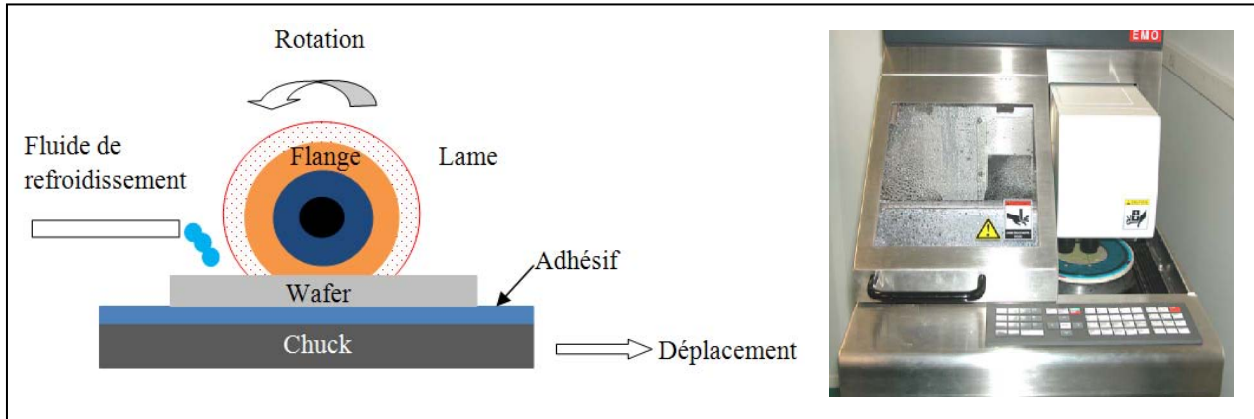 Rotation
Fluide de
refroidissement
Flange
Lame
Adhésif
Wafer
Chuck
Déplacement
EMO